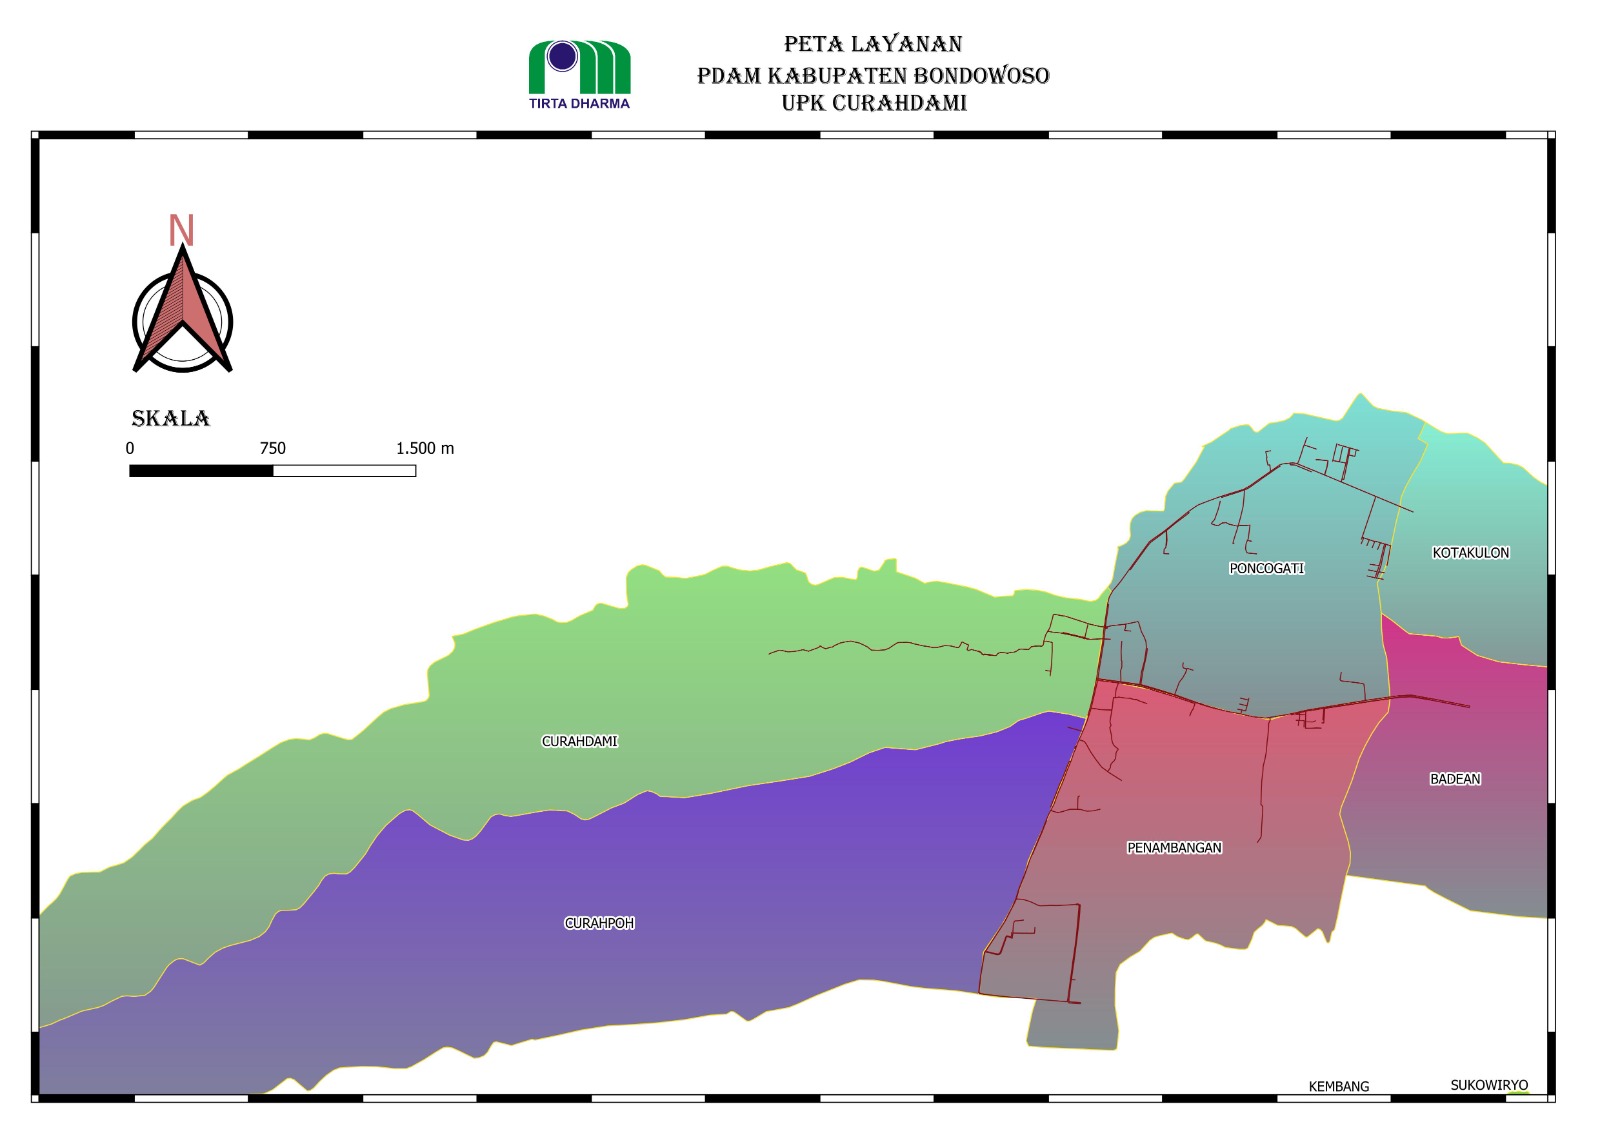 PETA LAYANAN
PDAM KABUPATEN BONDOWOSO
UPK CURAHDAMI
TIRTA DHARMA
N
SKALA
0 750 1.500 m
KOTAKULON
PONCOGATI
CURAHDAMI
BADEAN
PENAMBANGAN
CURAHPOH
KEMBANG
SUKOWIRYO